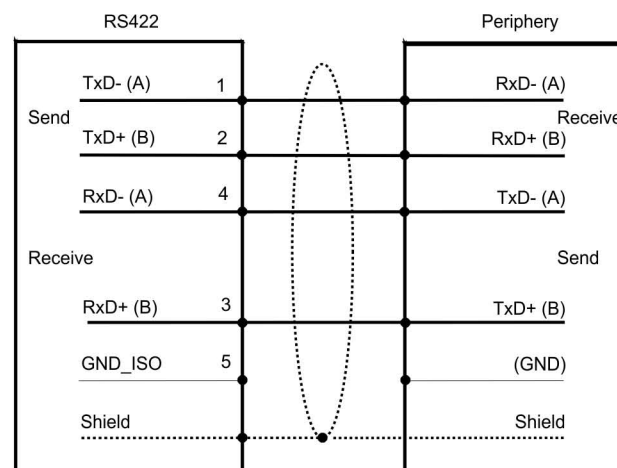 RS422 Periphery
TxD- (A) 1 RxD- (A)
Send Receive
TxD+ (B) 2 RxD+ (B)
RxD- (A) 4 TxD- (A)
Receive Send
RxD+ (B) 3 TxD+ (B)
GND_ISO 5 (GND)
Shield Shield